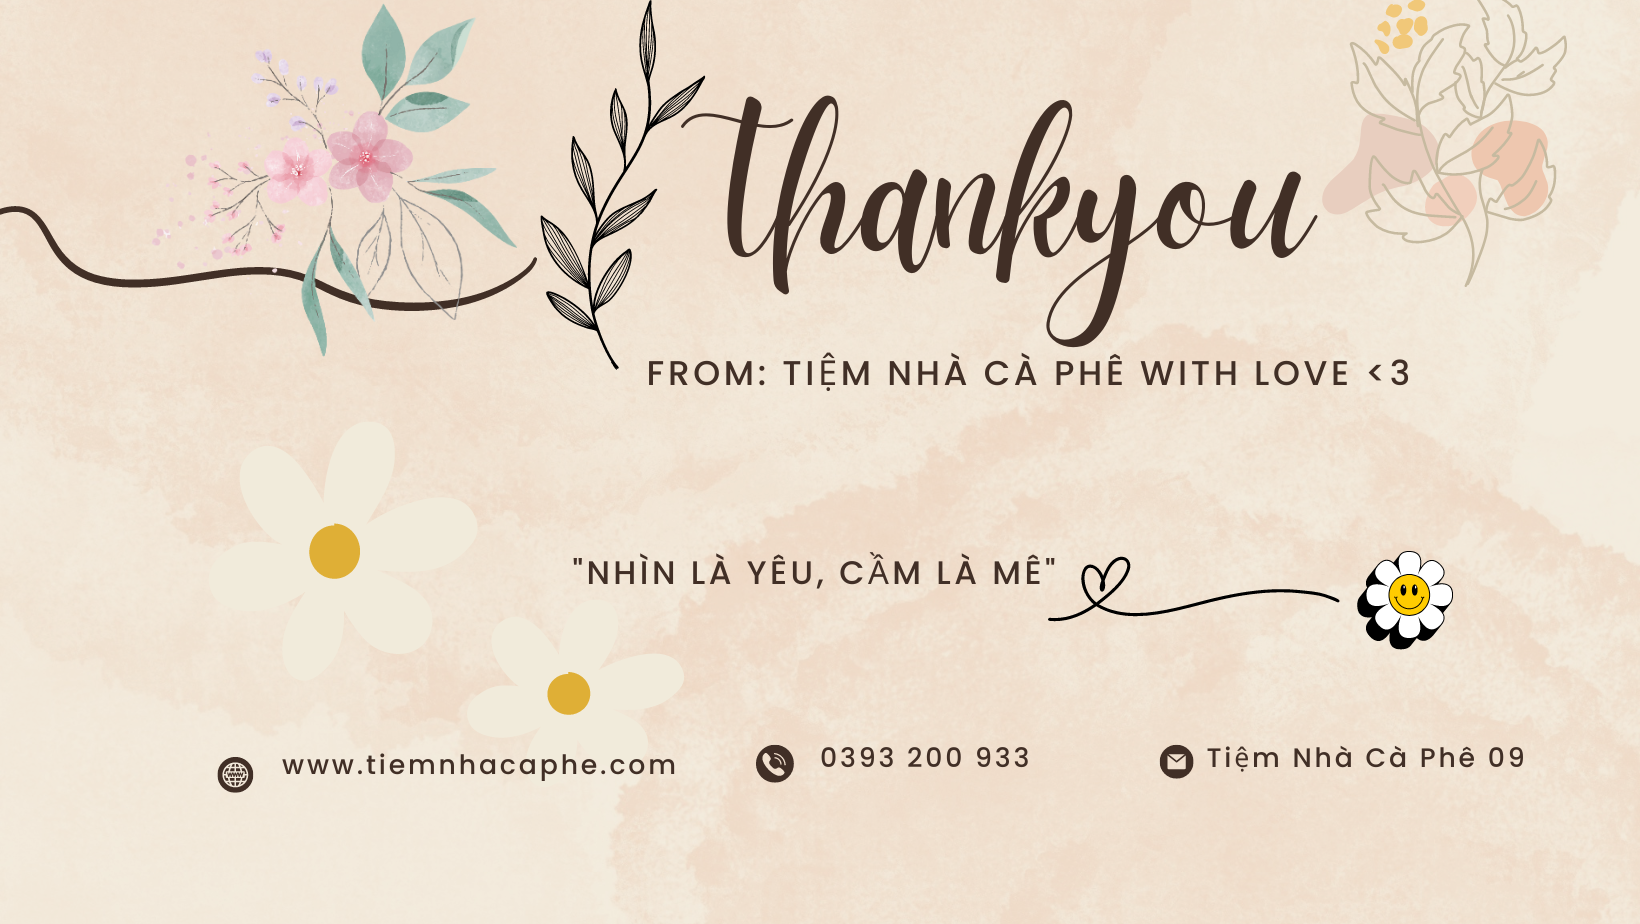 thankyou
FROM: TIỆM NHÀ CÀ PHÊ WITH LOVE <3
"NHÌN LÀ YÊU, CẦM LÀ MÊ"
www.tiemnhacaphe.com
0393 200 933
Tiệm Nhà Cà Phê 09